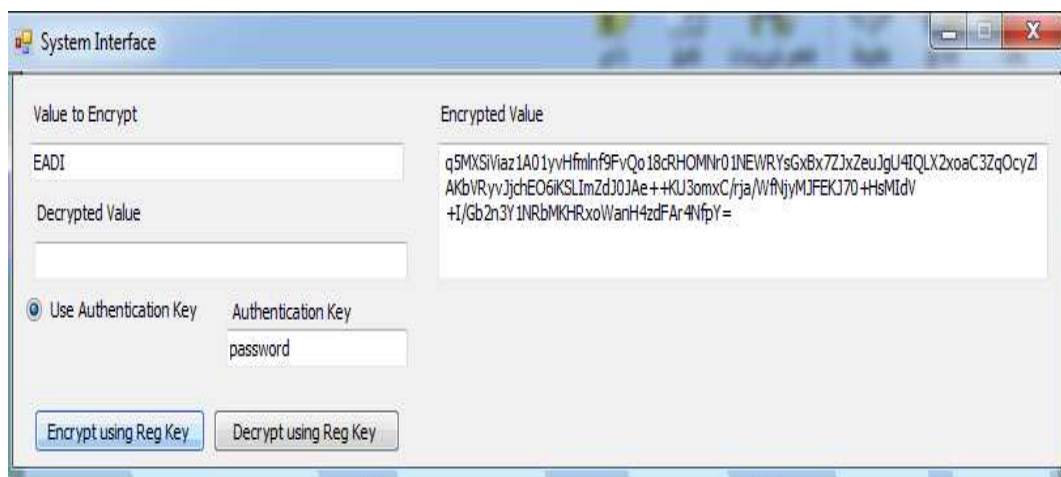 System Interface
Value to Encrypt
EADI
Decrypted Value
Use Authentication Key
Authentication Key
password
Encrypt using Reg Key
Decrypt using Reg Key
Encrypted Value
q5MXSiViaz1A01yvHfmlnf9FvQo18cRHOMNr01NEWRYsGxBx7ZJxZeuJgU4IQLX2xoaC3ZqOcyZl
AKbVRyvJjchEO6iKSLImZdJ0JAe++KU3omxC/rja/WfNjyMJFEKJ70+HsMIdV
+I/Gb2n3Y1NRbMKHRxoWanH4zdFAr4NfpY=